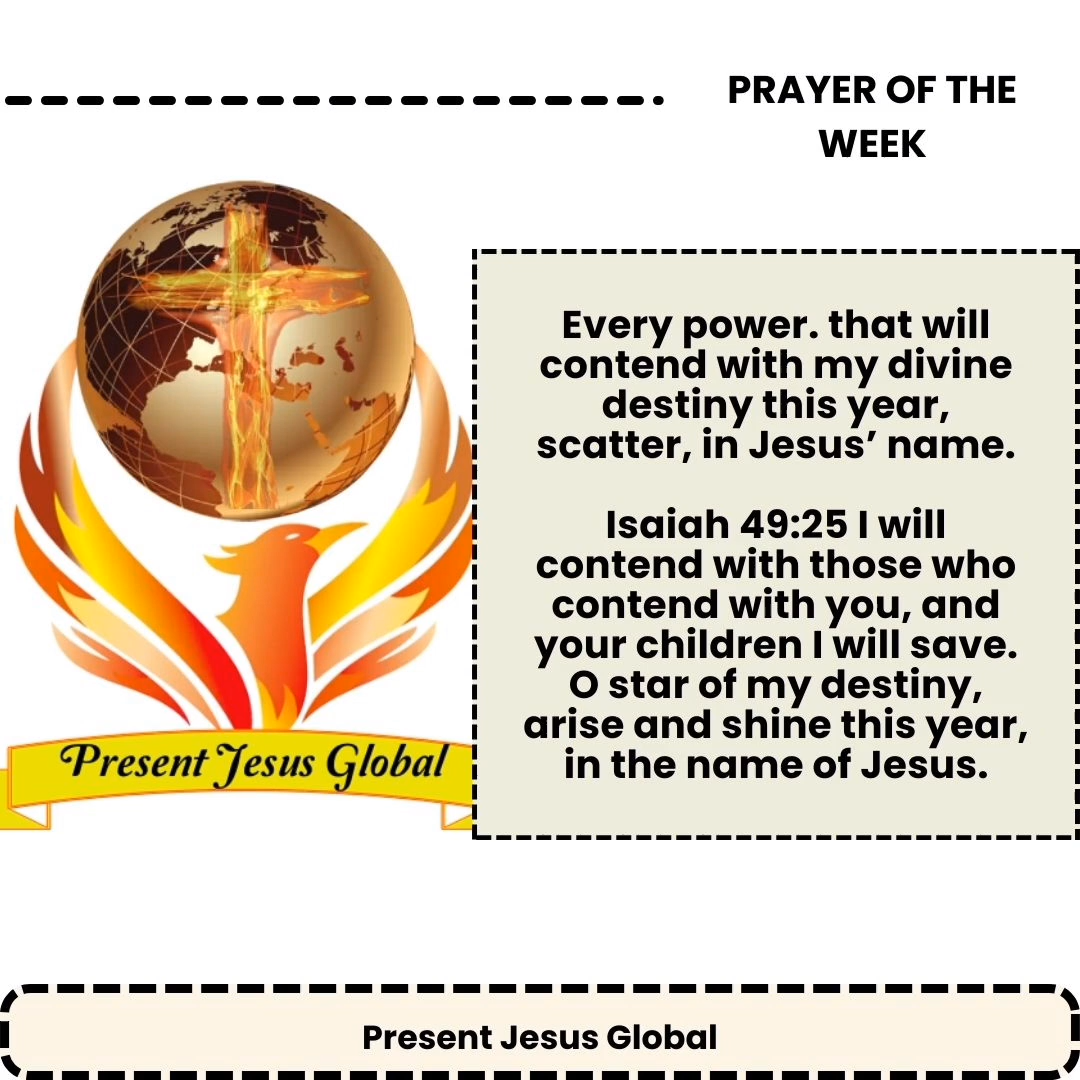 PRAYER OF THE
WEEK
Every power. that will
contend with my divine
destiny this year,
scatter, in Jesus’ name.
Isaiah 49:25 I will
contend with those who
contend with you, and
your children I will save.
O star of my destiny,
arise and shine this year,
in the name of Jesus.
Present Jesus Global
Present Jesus Global